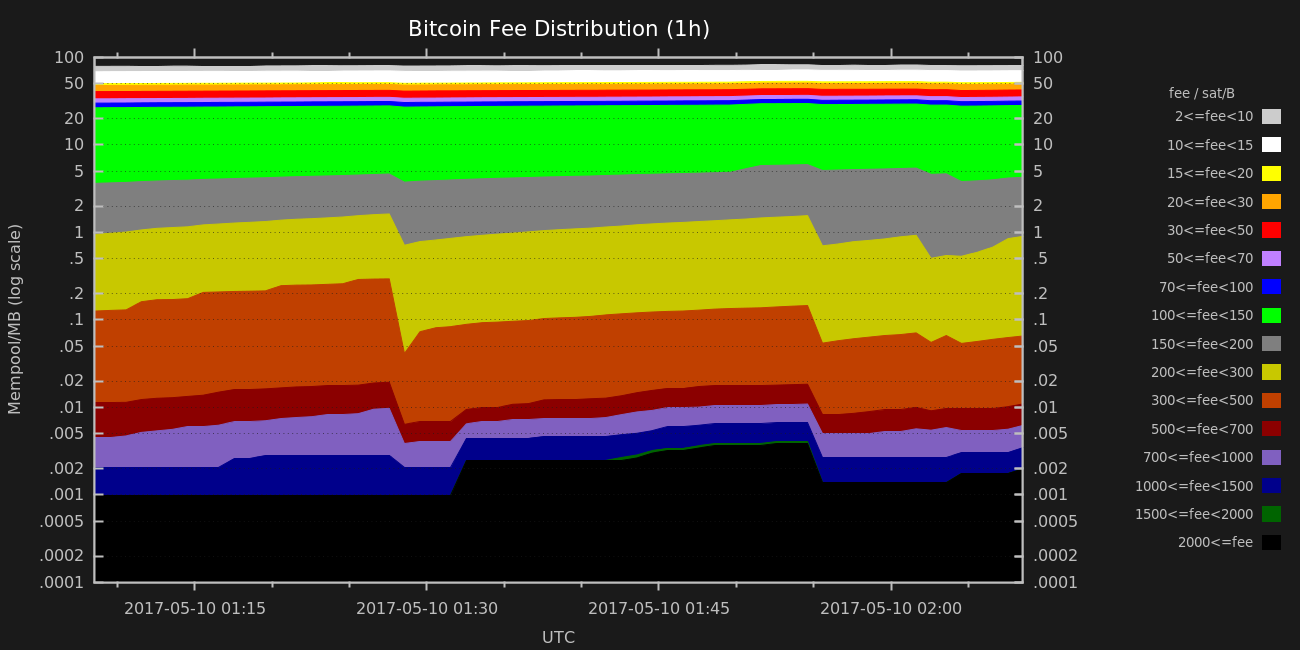 Bitcoin Fee Distribution (1h)
100 100
50 50
20 20
10 10
5 5
2 2
1 1
.5 .5
.2 .2
.1 .1
.05 .05
.02 .02
.01 .01
.005 .005
.002 .002
.001 .001
.0005 .0005
.0002 .0002
.0001 .0001
Mempool/MB (log scale)
2017-05-10 01:15 2017-05-10 01:30 2017-05-10 01:45 2017-05-10 02:00
UTC
fee / sat/B
2<=fee<10
10<=fee<15
15<=fee<20
20<=fee<30
30<=fee<50
50<=fee<70
70<=fee<100
100<=fee<150
150<=fee<200
200<=fee<300
300<=fee<500
500<=fee<700
700<=fee<1000
1000<=fee<1500
1500<=fee<2000
2000<=fee